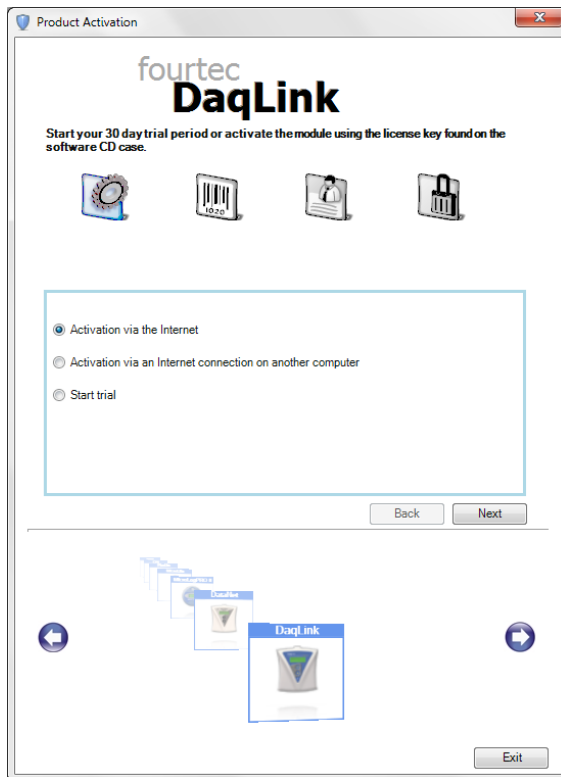 Product Activation
fourtec
DaqLink
Start your 30 day trial period or activate the module using the license key found on the
software CD case.
1020
Activation via the Internet
Activation via an Internet connection on another computer
Start trial
Back
Next
DataNet
DaqLink
Exit